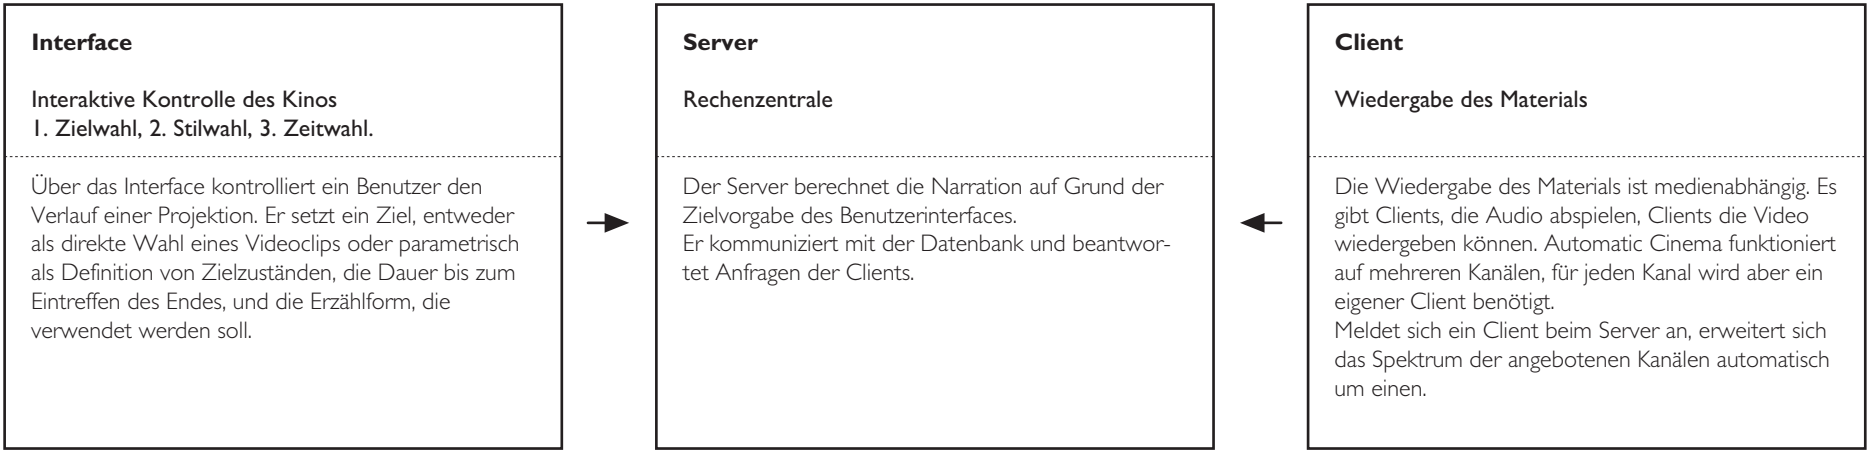 Interface
Interaktive Kontrolle des Kinos
1. Zielwahl, 2. Stilwahl, 3. Zeitwahl.
Über das Interface kontrolliert ein Benutzer den
Verlauf einer Projektion. Er setzt ein Ziel, entweder
als direkte Wahl eines Videoclips oder parametrisch
als Definition von Zielzuständen, die Dauer bis zum
Eintreffen des Endes, und die Erzählform, die
verwendet werden soll.
Server
Rechenzentrale
Der Server berechnet die Narration auf Grund der
Zielvorgabe des Benutzerinterfaces.
Er kommuniziert mit der Datenbank und beantwor-
tet Anfragen der Clients.
Client
Wiedergabe des Materials
Die Wiedergabe des Materials ist medienabhängig. Es
gibt Clients, die Audio abspielen, Clients die Video
wiedergeben können. Automatic Cinema funktioniert
auf mehreren Kanälen, für jeden Kanal wird aber ein
eigener Client benötigt.
Meldet sich ein Client beim Server an, erweitert sich
das Spektrum der angebotenen Kanälen automatisch
um einen.